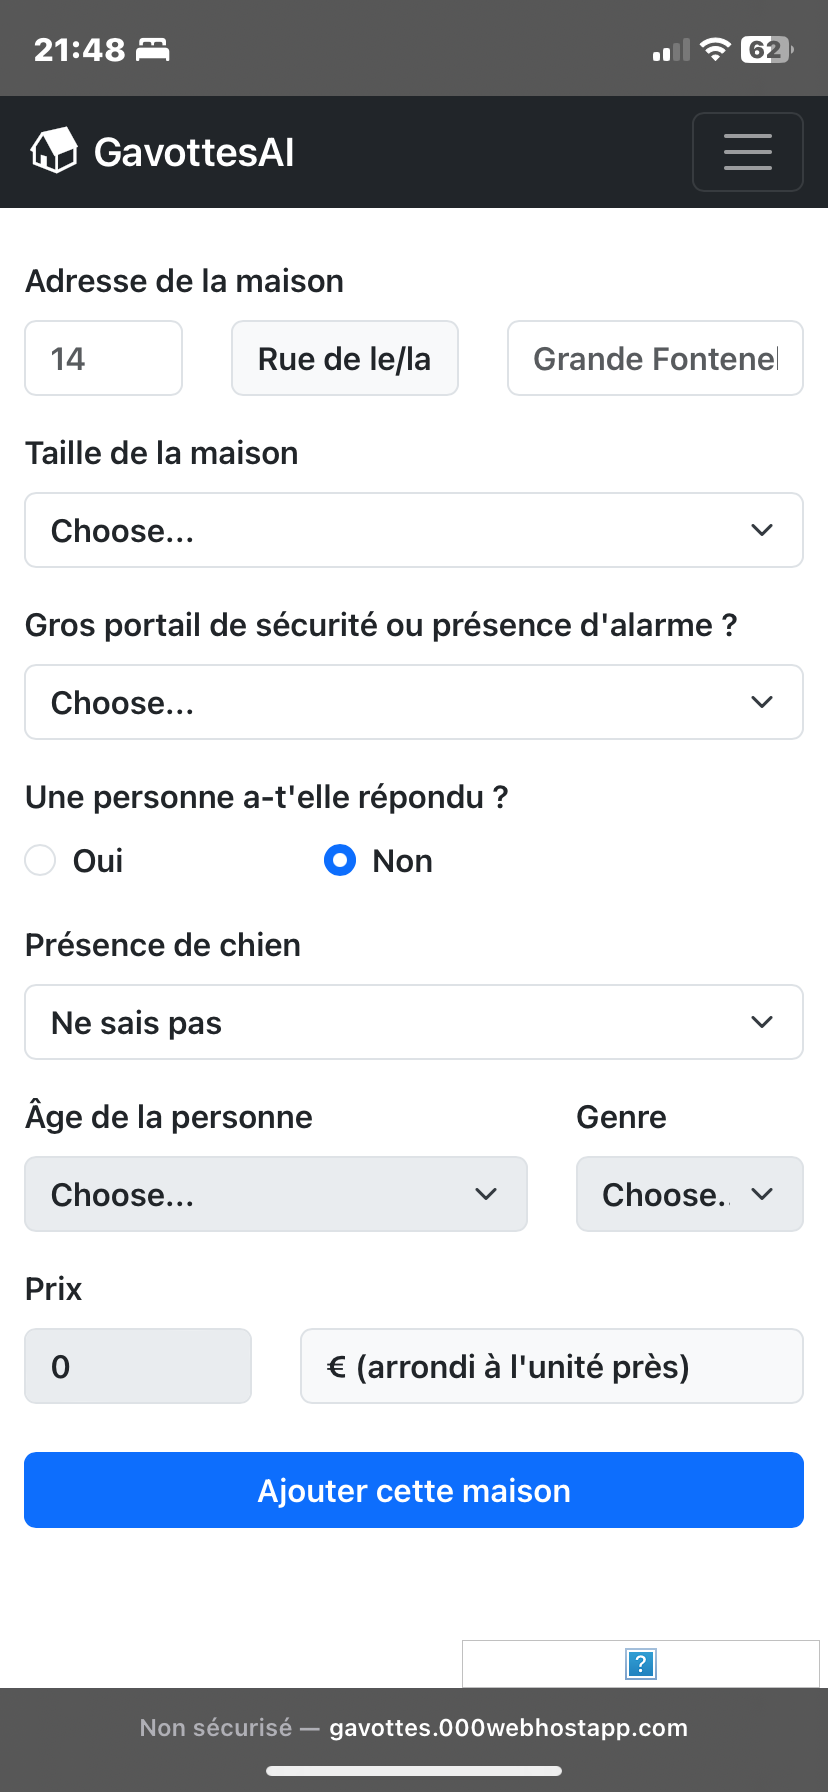 21:48
62
GavottesAI
Adresse de la maison
14 Rue de le/la Grande Fontenel
Taille de la maison
Choose...
Gros portail de sécurité ou présence d'alarme ?
Choose...
Une personne a-t'elle répondu ?
Oui Non
Présence de chien
Ne sais pas
Âge de la personne Genre
Choose... Choose..
Prix
0 € (arrondi à l'unité près)
Ajouter cette maison
?
Non sécurisé — gavottes.000webhostapp.com